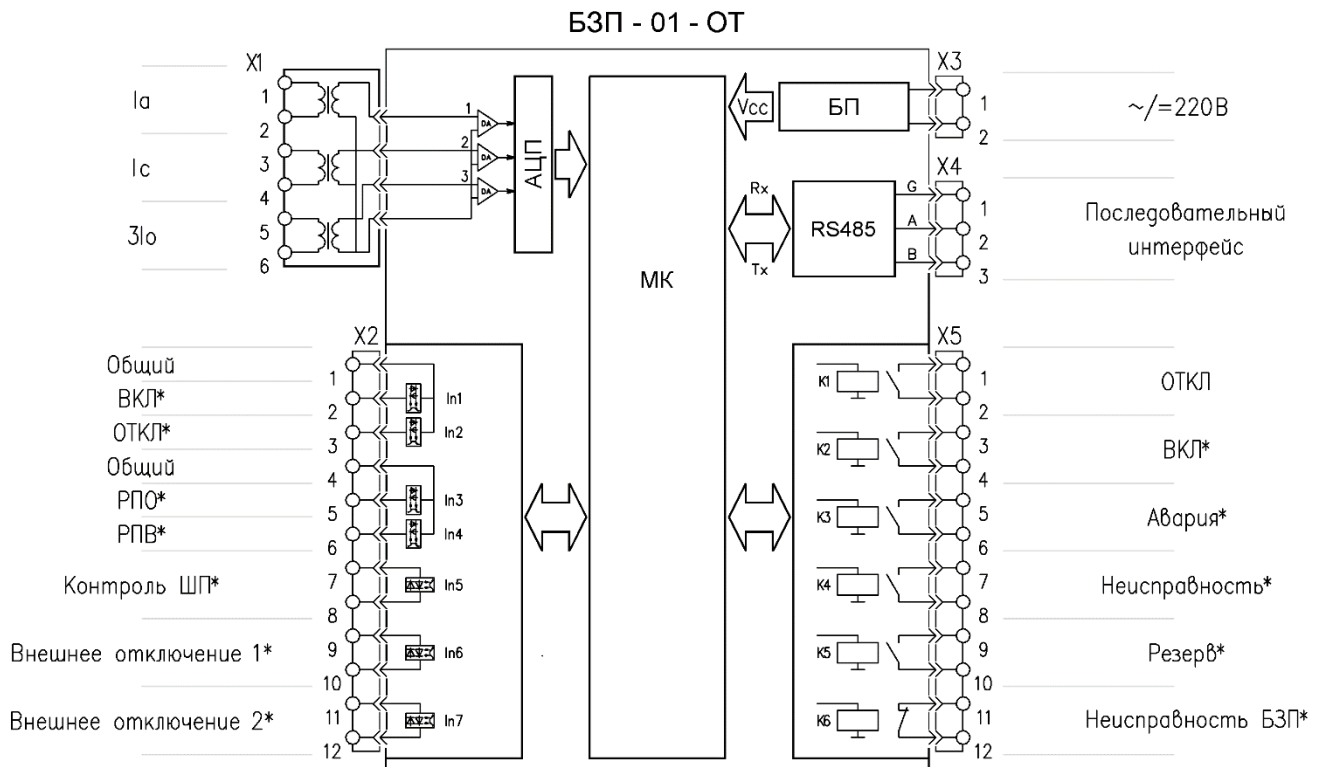 БЗП - 01 - ОТ
X1
Ia
1
2
Ic
3
4
3Io
5
6
1
DA
2
DA
3
DA
АЦП
МК
Vcc
БП
X3
1
2
~/=220В
Rx
Tx
RS485
G
A
B
X4
1
2
3
Последовательный
интерфейс
X2
Общий
1
ВКЛ*
2
ОТКЛ*
3
Общий
4
РПО*
5
РПВ*
6
Контроль ШП*
7
8
Внешнее отключение 1*
9
10
Внешнее отключение 2*
11
12
In1
In2
In3
In4
In5
In6
In7
X5
K1
1
ОТКЛ
2
K2
3
ВКЛ*
4
K3
5
Авария*
6
K4
7
Неисправность*
8
K5
9
Резерв*
10
K6
11
Неисправность БЗП*
12